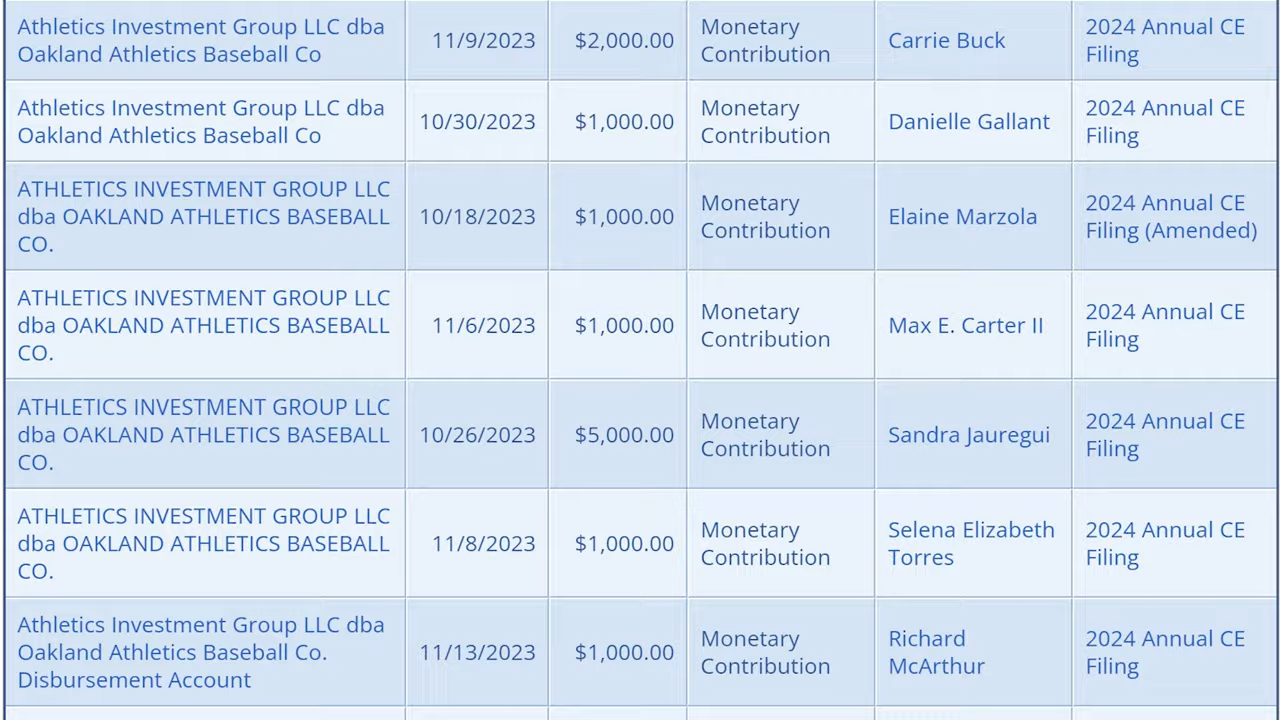 Athletics Investment Group LLC dba
Oakland Athletics Baseball Co
11/9/2023
$2,000.00
Monetary
Contribution
Carrie Buck
2024 Annual CE
Filing
Athletics Investment Group LLC dba
Oakland Athletics Baseball Co
10/30/2023
$1,000.00
Monetary
Contribution
Danielle Gallant
2024 Annual CE
Filing
ATHLETICS INVESTMENT GROUP LLC
dba OAKLAND ATHLETICS BASEBALL
CO.
10/18/2023
$1,000.00
Monetary
Contribution
Elaine Marzola
2024 Annual CE
Filing (Amended)
ATHLETICS INVESTMENT GROUP LLC
dba OAKLAND ATHLETICS BASEBALL
CO.
11/6/2023
$1,000.00
Monetary
Contribution
Max E. Carter II
2024 Annual CE
Filing
ATHLETICS INVESTMENT GROUP LLC
dba OAKLAND ATHLETICS BASEBALL
CO.
10/26/2023
$5,000.00
Monetary
Contribution
Sandra Jauregui
2024 Annual CE
Filing
ATHLETICS INVESTMENT GROUP LLC
dba OAKLAND ATHLETICS BASEBALL
CO.
11/8/2023
$1,000.00
Monetary
Contribution
Selena Elizabeth
Torres
2024 Annual CE
Filing
Athletics Investment Group LLC dba
Oakland Athletics Baseball Co.
Disbursement Account
11/13/2023
$1,000.00
Monetary
Contribution
Richard
McArthur
2024 Annual CE
Filing